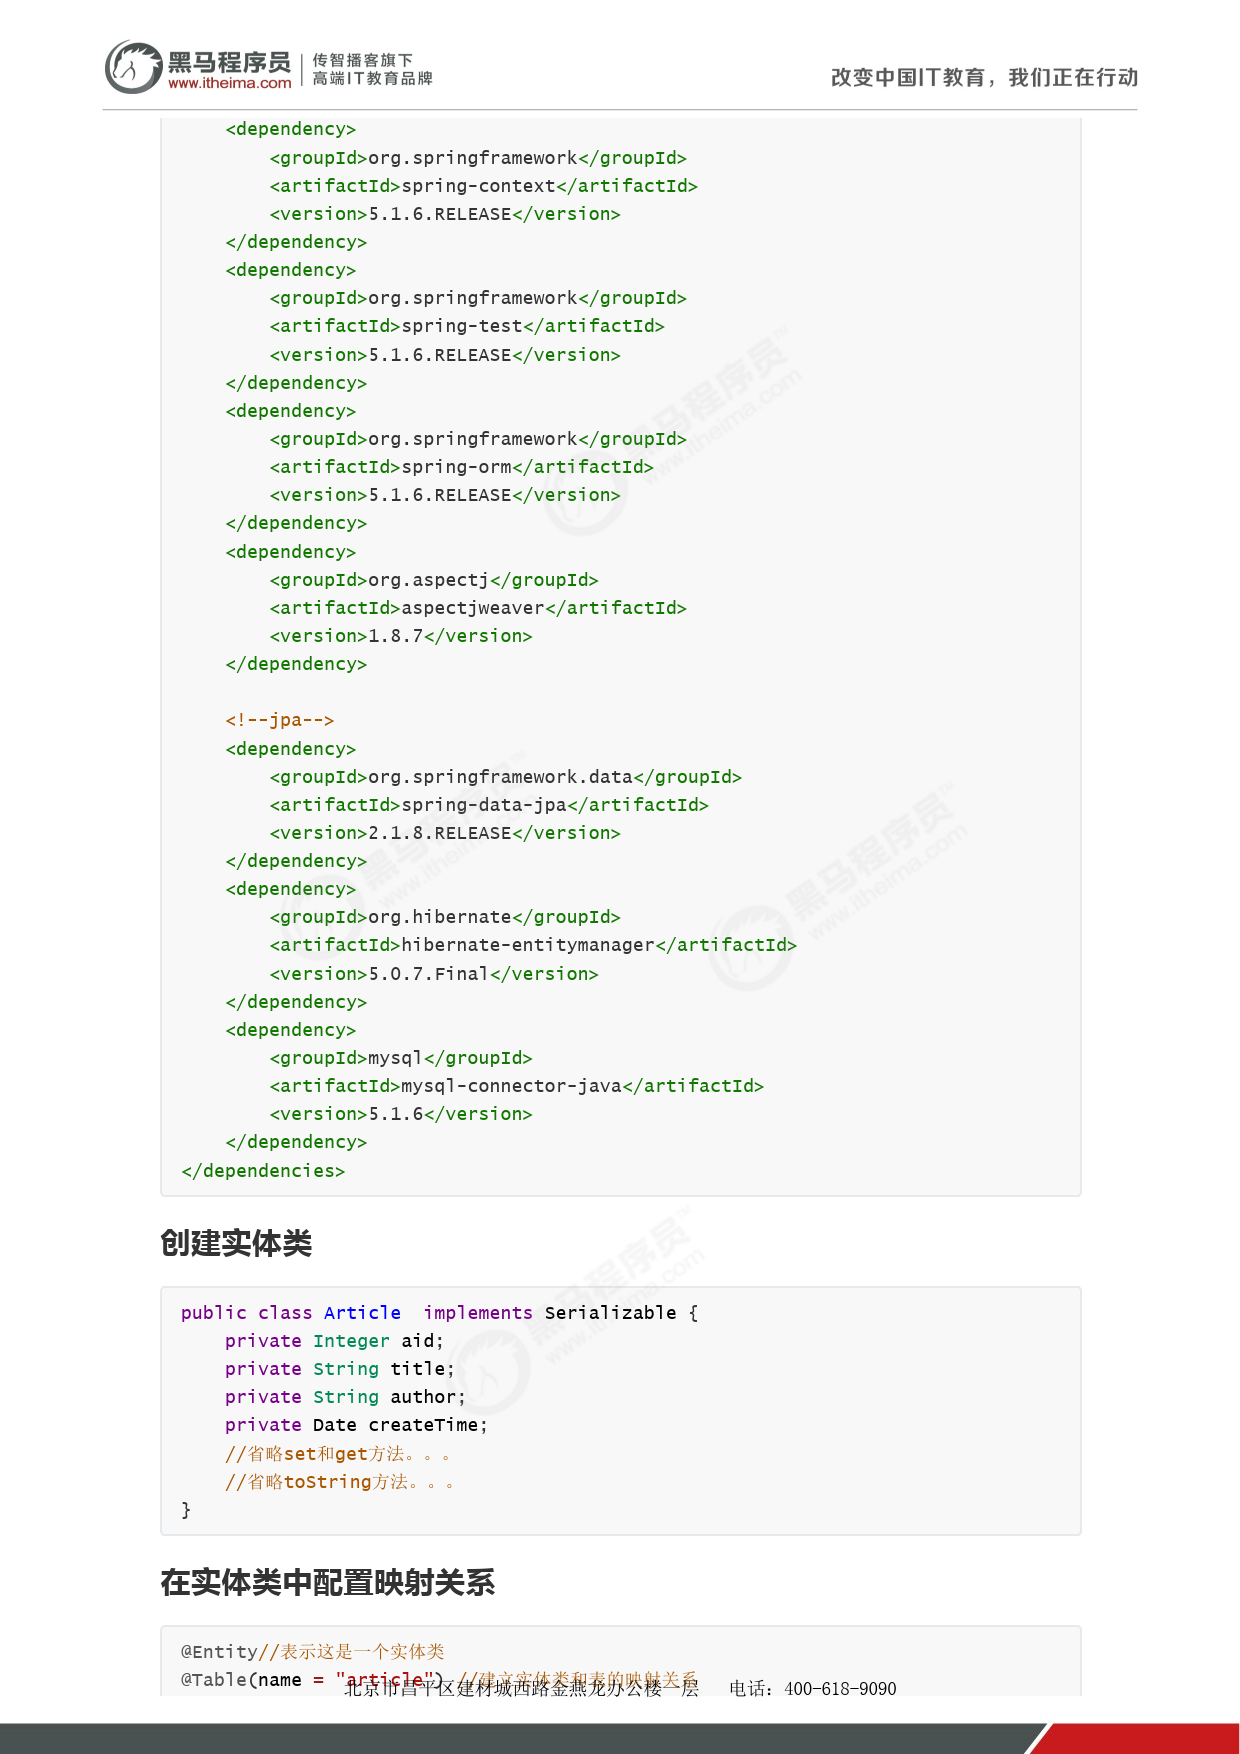 黑马程序员 传智播客旗下
www.itheima.com 高端IT教育品牌
改变中国IT教育，我们正在行动
    <dependency>
        <groupId>org.springframework</groupId>
        <artifactId>spring-context</artifactId>
        <version>5.1.6.RELEASE</version>
    </dependency>
    <dependency>
        <groupId>org.springframework</groupId>
        <artifactId>spring-test</artifactId>
        <version>5.1.6.RELEASE</version>
    </dependency>
    <dependency>
        <groupId>org.springframework</groupId>
        <artifactId>spring-orm</artifactId>
        <version>5.1.6.RELEASE</version>
    </dependency>
    <dependency>
        <groupId>org.aspectj</groupId>
        <artifactId>aspectjweaver</artifactId>
        <version>1.8.7</version>
    </dependency>

    <!--jpa-->
    <dependency>
        <groupId>org.springframework.data</groupId>
        <artifactId>spring-data-jpa</artifactId>
        <version>2.1.8.RELEASE</version>
    </dependency>
    <dependency>
        <groupId>org.hibernate</groupId>
        <artifactId>hibernate-entitymanager</artifactId>
        <version>5.0.7.Final</version>
    </dependency>
    <dependency>
        <groupId>mysql</groupId>
        <artifactId>mysql-connector-java</artifactId>
        <version>5.1.6</version>
    </dependency>
</dependencies>
创建实体类
public class Article  implements Serializable {
    private Integer aid;
    private String title;
    private String author;
    private Date createTime;
    //省略set和get方法。。。
    //省略toString方法。。。
}
在实体类中配置映射关系
@Entity//表示这是一个实体类
@Table(name = "article") //建立实体类和表的映射关系
北京市昌平区建材城西路金燕龙办公楼一层 电话：400-618-9090